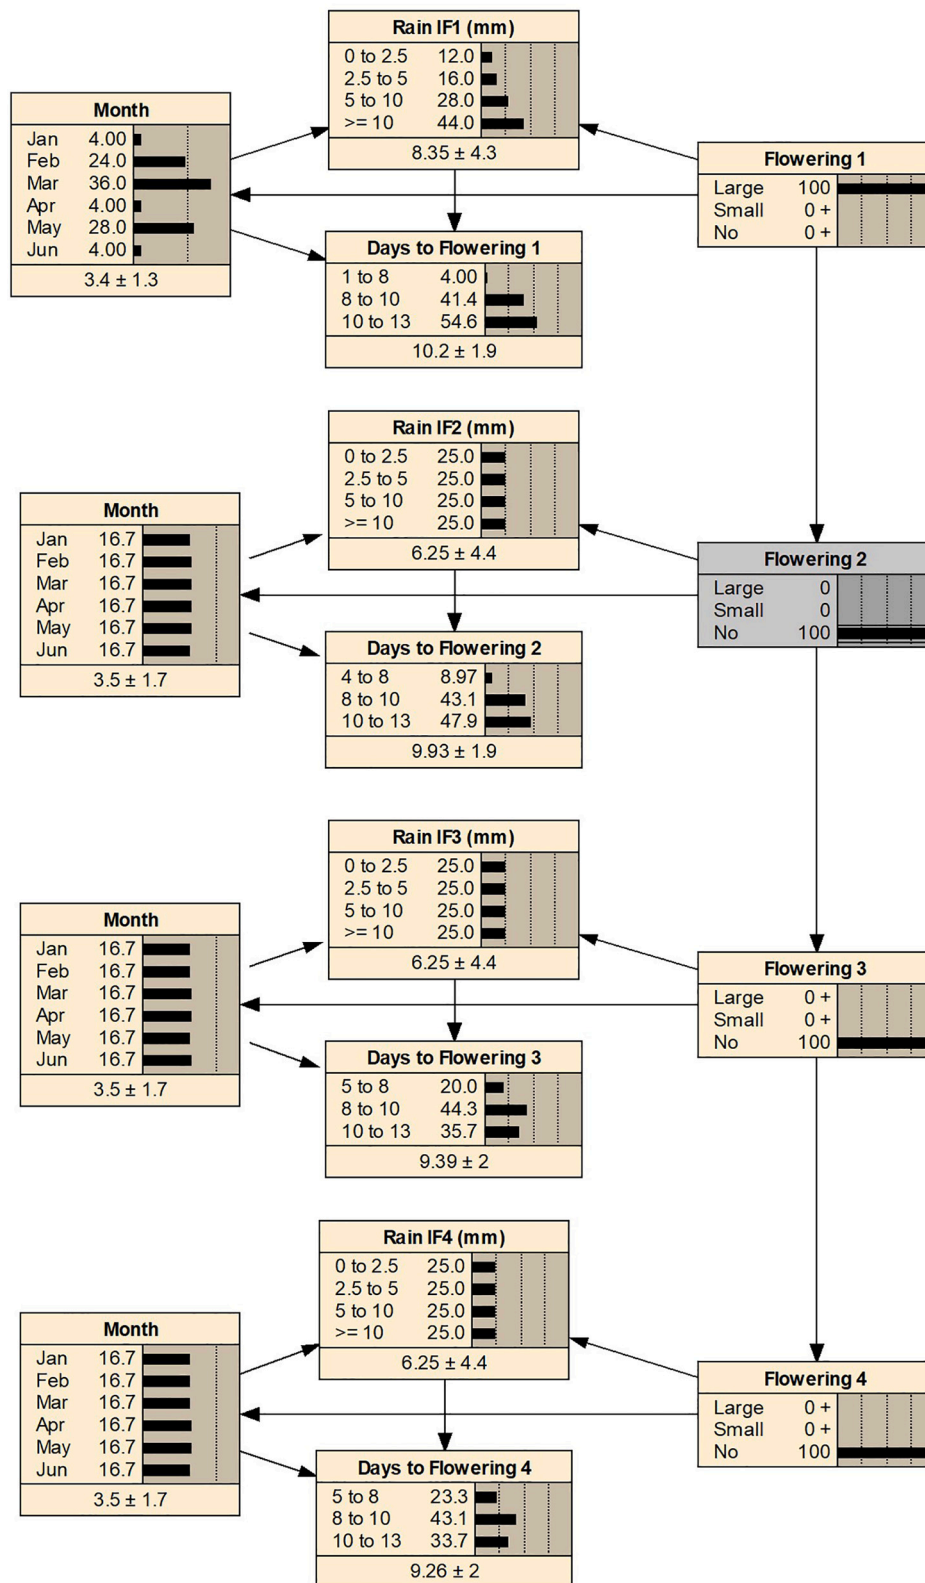 Rain IF1 (mm)
0 to 2.5 12.0
2.5 to 5 16.0
5 to 10 28.0
>= 10 44.0
8.35 ± 4.3
Month
Jan 4.00
Feb 24.0
Mar 36.0
Apr 4.00
May 28.0
Jun 4.00
3.4 ± 1.3
Flowering 1
Large 100
Small 0 +
No 0 +
Days to Flowering 1
1 to 8 4.00
8 to 10 41.4
10 to 13 54.6
10.2 ± 1.9
Rain IF2 (mm)
0 to 2.5 25.0
2.5 to 5 25.0
5 to 10 25.0
>= 10 25.0
6.25 ± 4.4
Month
Jan 16.7
Feb 16.7
Mar 16.7
Apr 16.7
May 16.7
Jun 16.7
3.5 ± 1.7
Flowering 2
Large 0
Small 0
No 100
Days to Flowering 2
4 to 8 8.97
8 to 10 43.1
10 to 13 47.9
9.93 ± 1.9
Rain IF3 (mm)
0 to 2.5 25.0
2.5 to 5 25.0
5 to 10 25.0
>= 10 25.0
6.25 ± 4.4
Month
Jan 16.7
Feb 16.7
Mar 16.7
Apr 16.7
May 16.7
Jun 16.7
3.5 ± 1.7
Flowering 3
Large 0 +
Small 0 +
No 100
Days to Flowering 3
5 to 8 20.0
8 to 10 44.3
10 to 13 35.7
9.39 ± 2
Rain IF4 (mm)
0 to 2.5 25.0
2.5 to 5 25.0
5 to 10 25.0
>= 10 25.0
6.25 ± 4.4
Month
Jan 16.7
Feb 16.7
Mar 16.7
Apr 16.7
May 16.7
Jun 16.7
3.5 ± 1.7
Flowering 4
Large 0 +
Small 0 +
No 100
Days to Flowering 4
5 to 8 23.3
8 to 10 43.1
10 to 13 33.7
9.26 ± 2